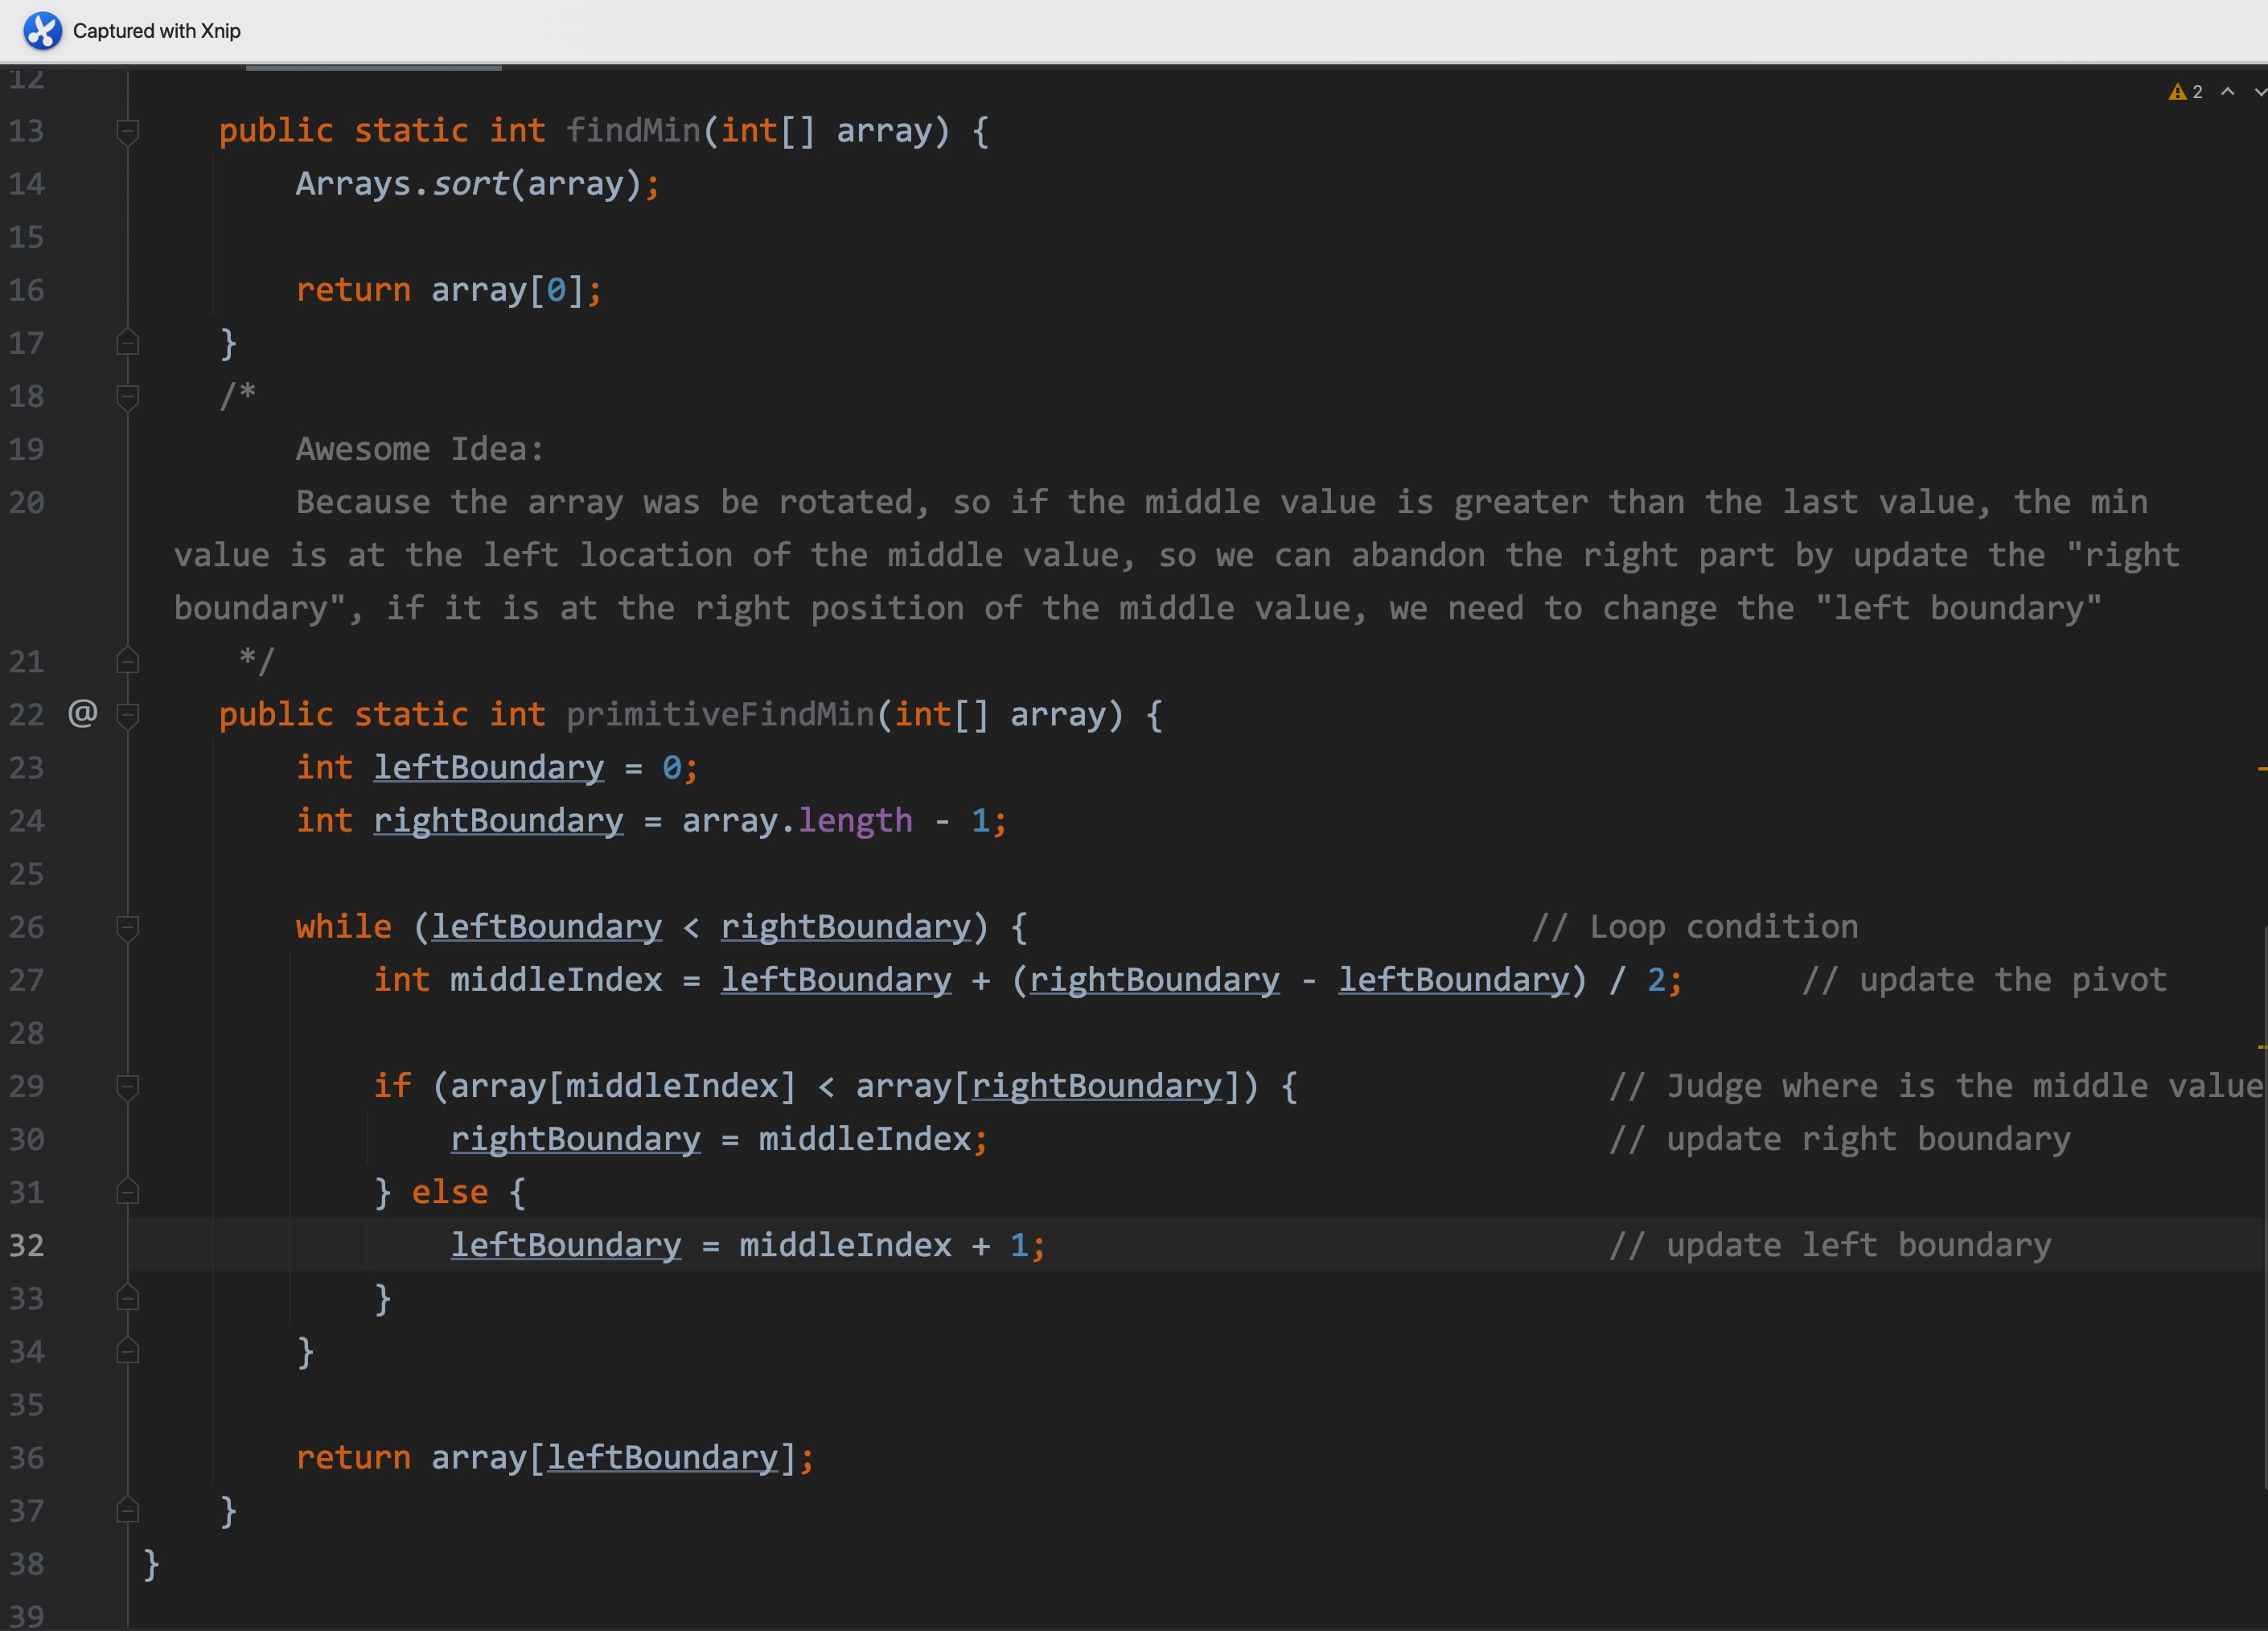 Captured with Xnip
12
2
13 public static int findMin(int[] array) {
14 Arrays.sort(array);
15
16 return array[0];
17 }
18 /*
19 Awesome Idea:
20 Because the array was be rotated, so if the middle value is greater than the last value, the min
value is at the left location of the middle value, so we can abandon the right part by update the "right
boundary", if it is at the right position of the middle value, we need to change the "left boundary"
21 */
22 @ public static int primitiveFindMin(int[] array) {
23 int leftBoundary = 0;
24 int rightBoundary = array.length - 1;
25
26 while (leftBoundary < rightBoundary) { // Loop condition
27 int middleIndex = leftBoundary + (rightBoundary - leftBoundary) / 2; // update the pivot
28
29 if (array[middleIndex] < array[rightBoundary]) { // Judge where is the middle value
30 rightBoundary = middleIndex; // update right boundary
31 } else {
32 leftBoundary = middleIndex + 1; // update left boundary
33 }
34 }
35
36 return array[leftBoundary];
37 }
38 }
39